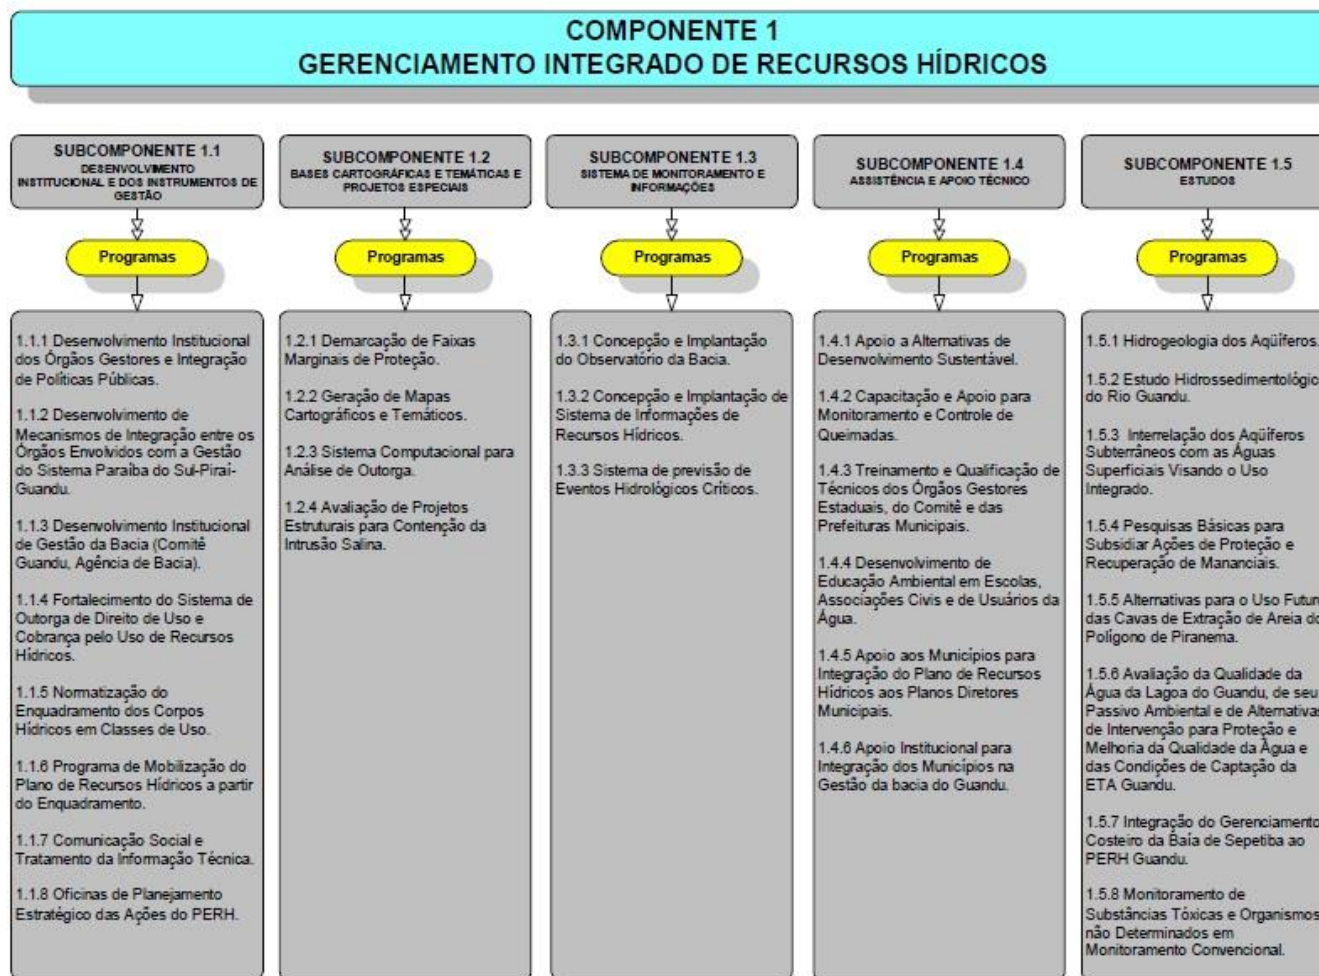 COMPONENTE 1
GERENCIAMENTO INTEGRADO DE RECURSOS HÍDRICOS
SUBCOMPONENTE 1.1
DESENVOLVIMENTO
INSTITUCIONAL E DOS INSTRUMENTOS DE
GESTÃO
Programas
1.1.1 Desenvolvimento Institucional
dos Órgãos Gestores e Integração
de Políticas Públicas.
1.1.2 Desenvolvimento de
Mecanismos de Integração entre os
Órgãos Envolvidos com a Gestão
do Sistema Paraíba do Sul-Piraí-
Guandu.
1.1.3 Desenvolvimento Institucional
de Gestão da Bacia (Comitê
Guandu, Agência de Bacia).
1.1.4 Fortalecimento do Sistema de
Outorga de Direito de Uso e
Cobrança pelo Uso de Recursos
Hídricos.
1.1.5 Normatização do
Enquadramento dos Corpos
Hídricos em Classes de Uso.
1.1.6 Programa de Mobilização do
Plano de Recursos Hídricos a partir
do Enquadramento.
1.1.7 Comunicação Social e
Tratamento da Informação Técnica.
1.1.8 Oficinas de Planejamento
Estratégico das Ações do PERH.
SUBCOMPONENTE 1.2
BASES CARTOGRÁFICAS E TEMÁTICAS E
PROJETOS ESPECIAIS
Programas
1.2.1 Demarcação de Faixas
Marginais de Proteção.
1.2.2 Geração de Mapas
Cartográficos e Temáticos.
1.2.3 Sistema Computacional para
Análise de Outorga.
1.2.4 Avaliação de Projetos
Estruturais para Contenção da
Intrusão Salina.
SUBCOMPONENTE 1.3
SISTEMA DE MONITORAMENTO E
INFORMAÇÕES
Programas
1.3.1 Concepção e Implantação
do Observatório da Bacia.
1.3.2 Concepção e Implantação de
Sistema de Informações de
Recursos Hídricos.
1.3.3 Sistema de previsão de
Eventos Hidrológicos Críticos.
SUBCOMPONENTE 1.4
ASSISTÊNCIA E APOIO TÉCNICO
Programas
1.4.1 Apoio a Alternativas de
Desenvolvimento Sustentável.
1.4.2 Capacitação e Apoio para
Monitoramento e Controle de
Queimadas.
1.4.3 Treinamento e Qualificação de
Técnicos dos Órgãos Gestores
Estaduais, do Comitê e das
Prefeituras Municipais.
1.4.4 Desenvolvimento de
Educação Ambiental em Escolas,
Associações Civis e de Usuários da
Água.
1.4.5 Apoio aos Municípios para
Integração do Plano de Recursos
Hídricos aos Planos Diretores
Municipais.
1.4.6 Apoio Institucional para
Integração dos Municípios na
Gestão da bacia do Guandu.
SUBCOMPONENTE 1.5
ESTUDOS
Programas
1.5.1 Hidrogeologia dos Aqüíferos.
1.5.2 Estudo Hidrossedimentológic
do Rio Guandu.
1.5.3 Interrelação dos Aqüíferos
Subterrâneos com as Águas
Superficiais Visando o Uso
Integrado.
1.5.4 Pesquisas Básicas para
Subsidiar Ações de Proteção e
Recuperação de Mananciais.
1.5.5 Alternativas para o Uso Futur
das Cavas de Extração de Areia do
Polígono de Piranema.
1.5.6 Avaliação da Qualidade da
Água da Lagoa do Guandu, de seu
Passivo Ambiental e de Alternativas
de Intervenção para Proteção e
Melhoria da Qualidade da Água e
das Condições de Captação da
ETA Guandu.
1.5.7 Integração do Gerenciamento
Costeiro da Baía de Sepetiba ao
PERH Guandu.
1.5.8 Monitoramento de
Substâncias Tóxicas e Organismos
não Determinados em
Monitoramento Convencional.